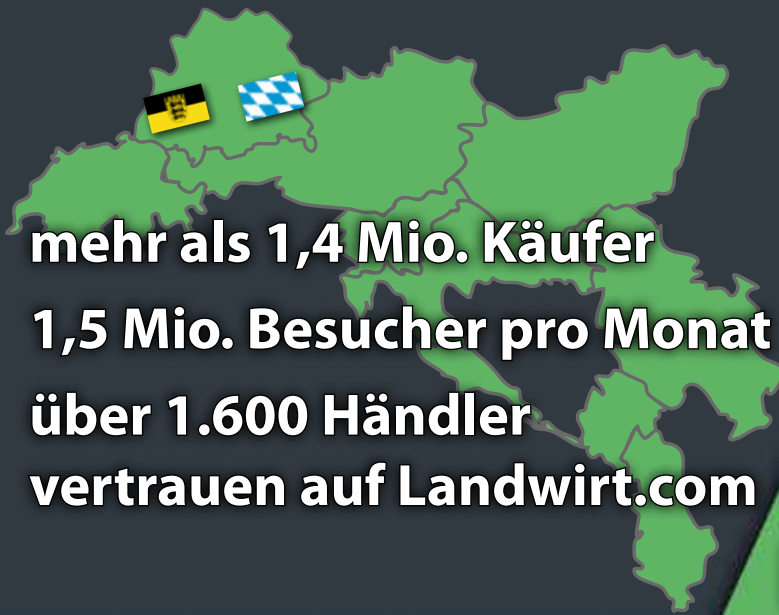 mehr als 1,4 Mio. Käufer
1,5 Mio. Besucher pro Monat
über 1.600 Händler
vertrauen auf Landwirt.com